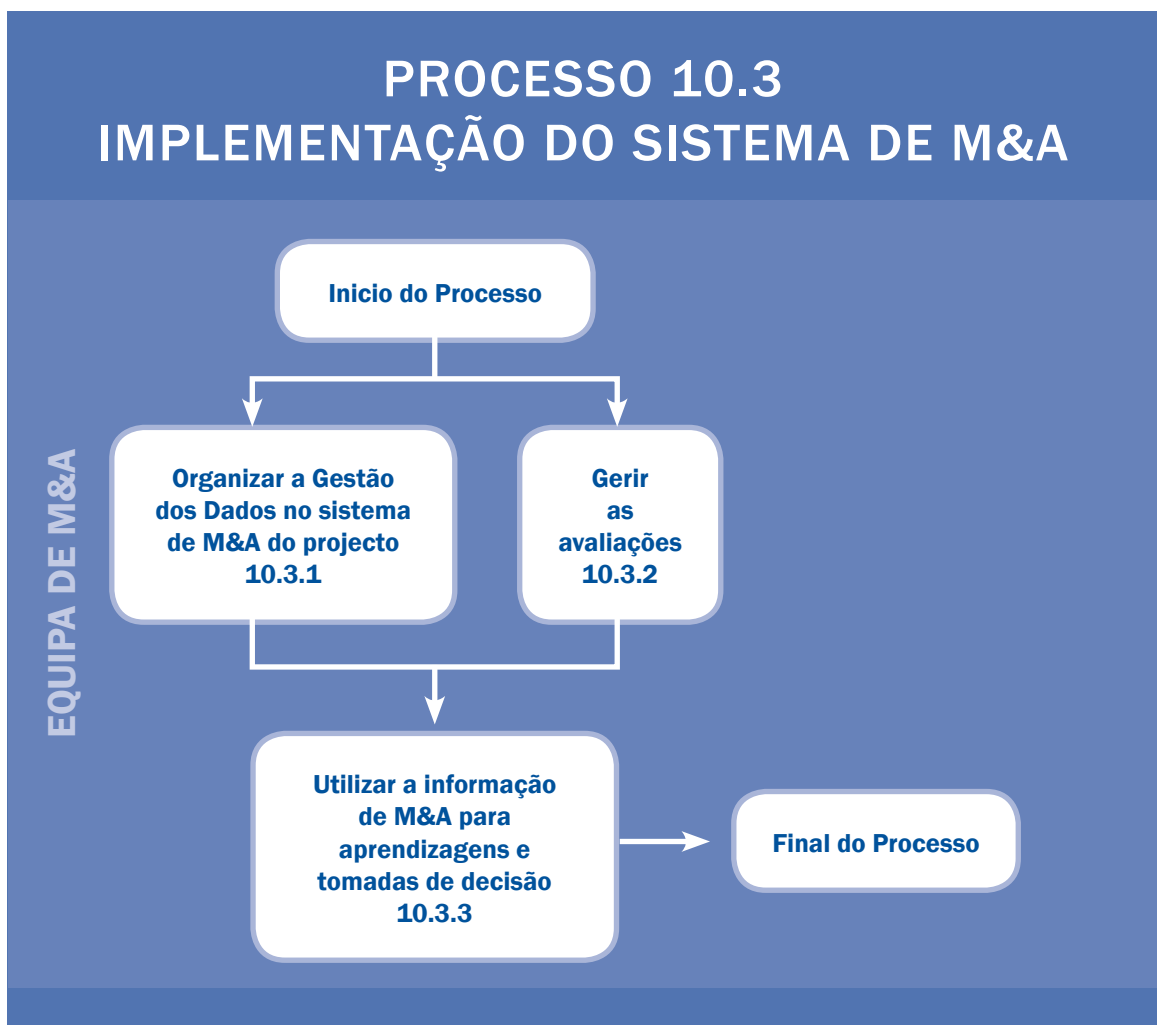 PROCESSO 10.3
IMPLEMENTAÇÃO DO SISTEMA DE M&A
EQUIPA DE M&A
Inicio do Processo
Organizar a Gestão
dos Dados no sistema
de M&A do projecto
10.3.1
Gerir
as
avaliações
10.3.2
Utilizar a informação
de M&A para
aprendizagens e
tomadas de decisão
10.3.3
Final do Processo